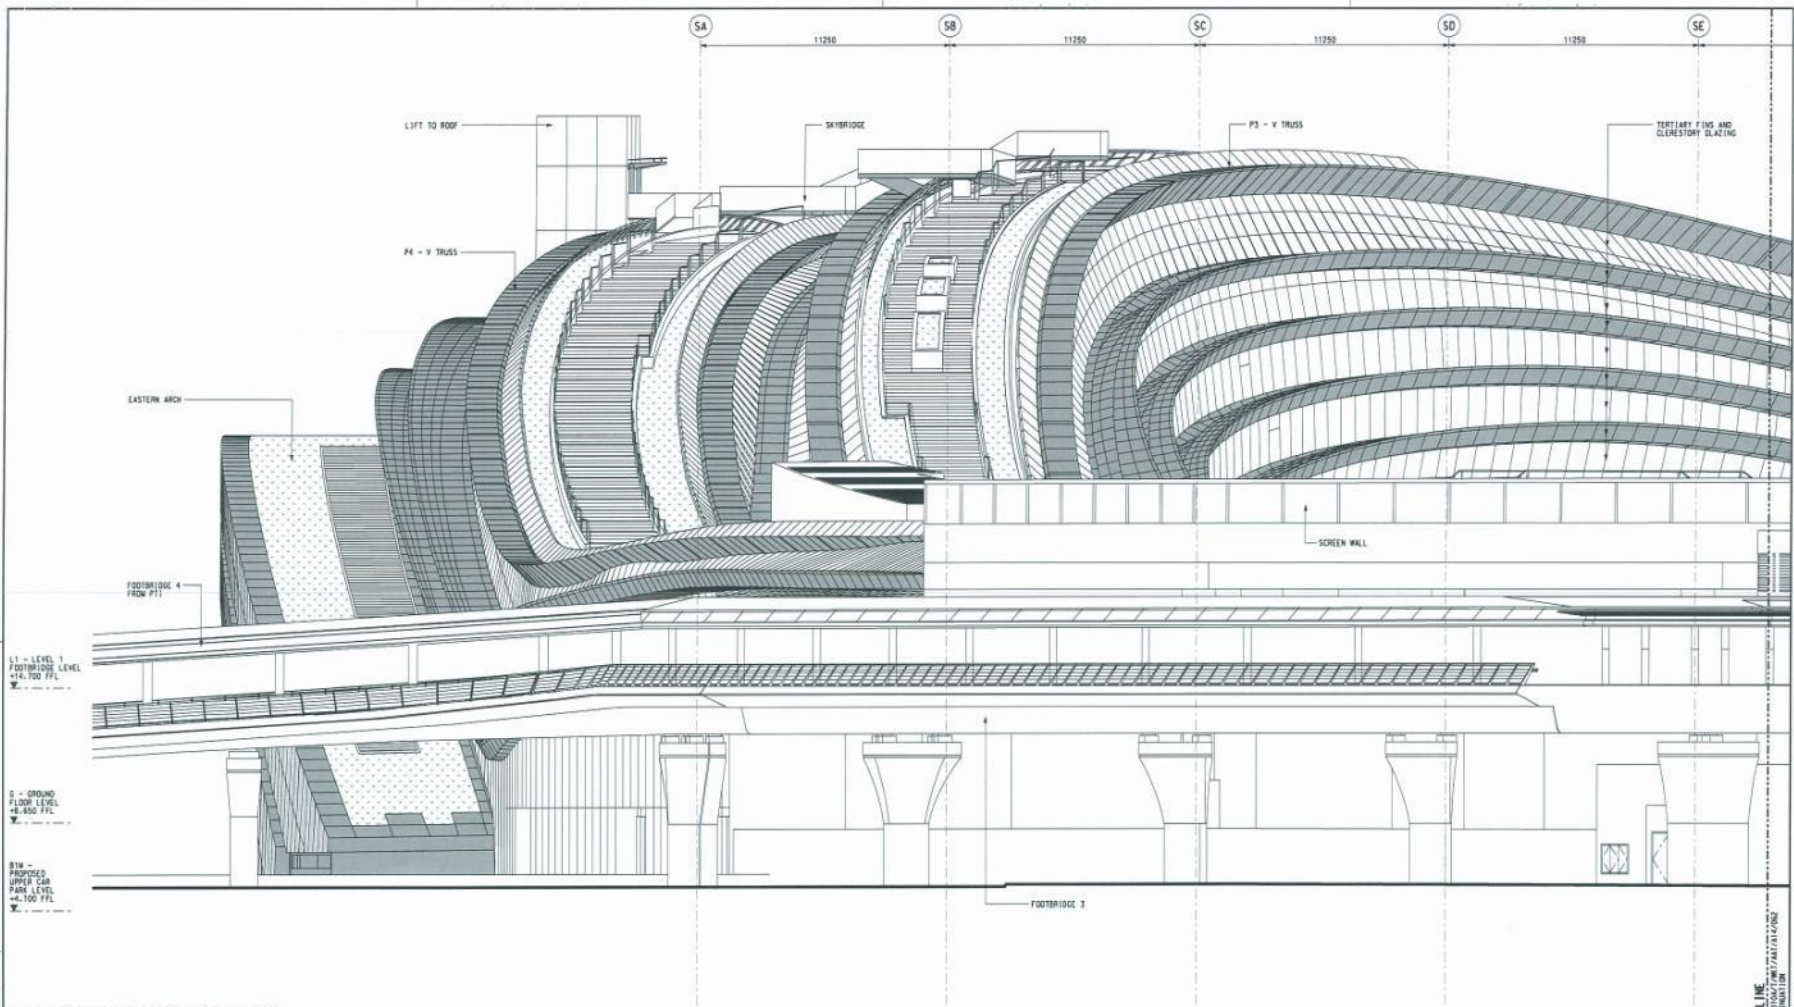 SA
SB
SC
SD
SE
11250
11250
11250
11250
LIFT TO ROOF
SKYBRIDGE
P3 - V TRUSS
TERTIARY FINS AND
CLERESTORY GLAZING
P4 - V TRUSS
EASTERN ARCH
SCREEN WALL
FOOTBRIDGE 4
FROM PTI
L1 - LEVEL 1
FOOTBRIDGE LEVEL
+14.700 FFL
G - GROUND
FLOOR LEVEL
+8.650 FFL
B1M -
PROPOSED
UPPER CAR
PARK LEVEL
+4.100 FFL
FOOTBRIDGE 3
LINE